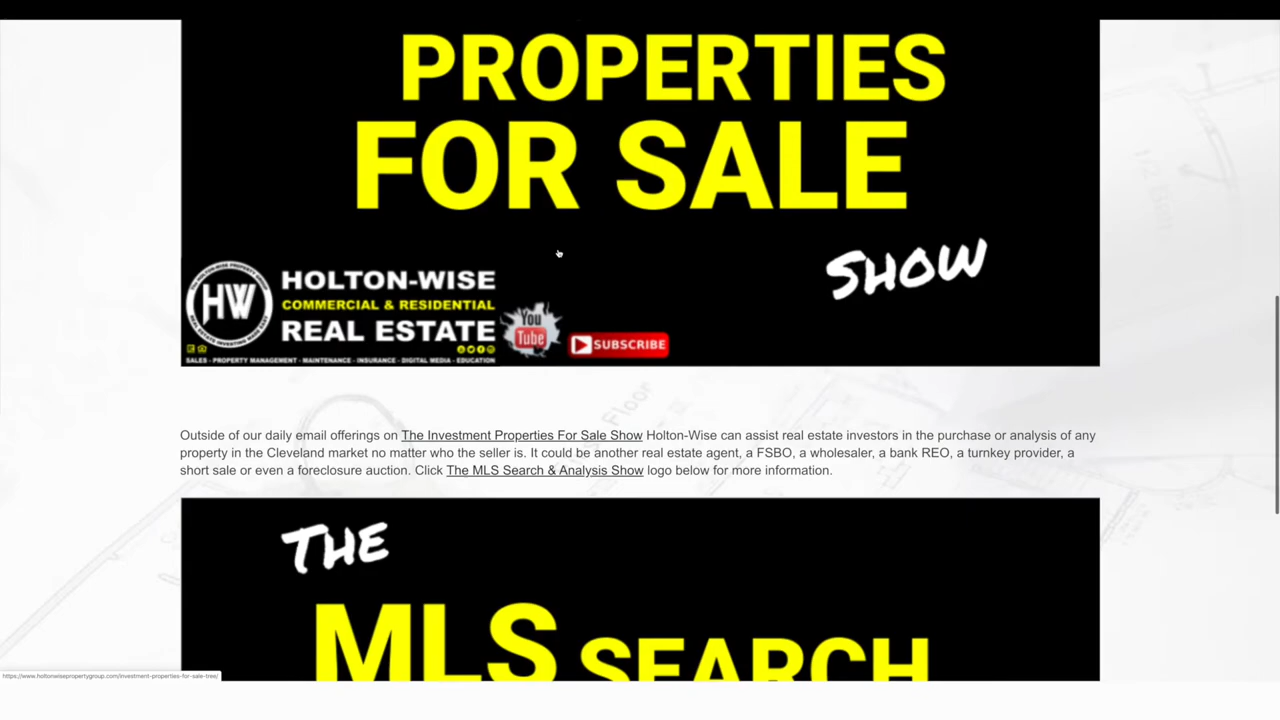 PROPERTIES
FOR SALE
SHOW
HW
HOLTON-WISE
COMMERCIAL & RESIDENTIAL
REAL ESTATE
SALES - PROPERTY MANAGEMENT - MAINTENANCE - INSURANCE - DIGITAL MEDIA - EDUCATION
You
Tube
SUBSCRIBE
1/2 Bath
Floor
Outside of our daily email offerings on The Investment Properties For Sale Show Holton-Wise can assist real estate investors in the purchase or analysis of any
property in the Cleveland market no matter who the seller is. It could be another real estate agent, a FSBO, a wholesaler, a bank REO, a turnkey provider, a
short sale or even a foreclosure auction. Click The MLS Search & Analysis Show logo below for more information.
THE
MLS SEARCH
https://www.holtonwisepropertygroup.com/investment-properties-for-sale-tree/